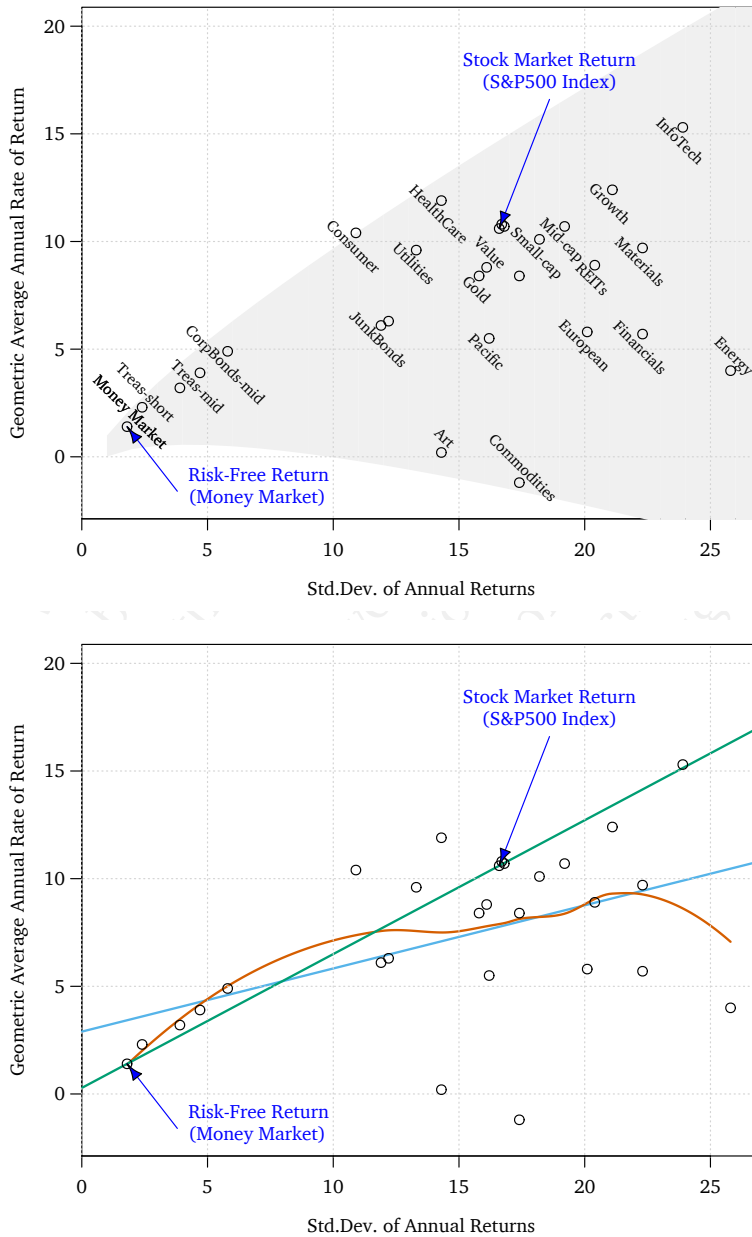 20
15
10
5
0
Geometric Average Annual Rate of Return
Stock Market Return
(S&P500 Index)
InfoTech
Growth
HealthCare
Consumer
Utilities
Value
Small-cap
Mid-cap
REITs
Materials
Gold
JunkBonds
Pacific
European
Financials
Energy
CorpBonds-mid
Treas-mid
Treas-short
Money Market
Art
Commodities
Risk-Free Return
(Money Market)
0 5 10 15 20 25
Std.Dev. of Annual Returns
20
15
10
5
0
Geometric Average Annual Rate of Return
Stock Market Return
(S&P500 Index)
Risk-Free Return
(Money Market)
0 5 10 15 20 25
Std.Dev. of Annual Returns